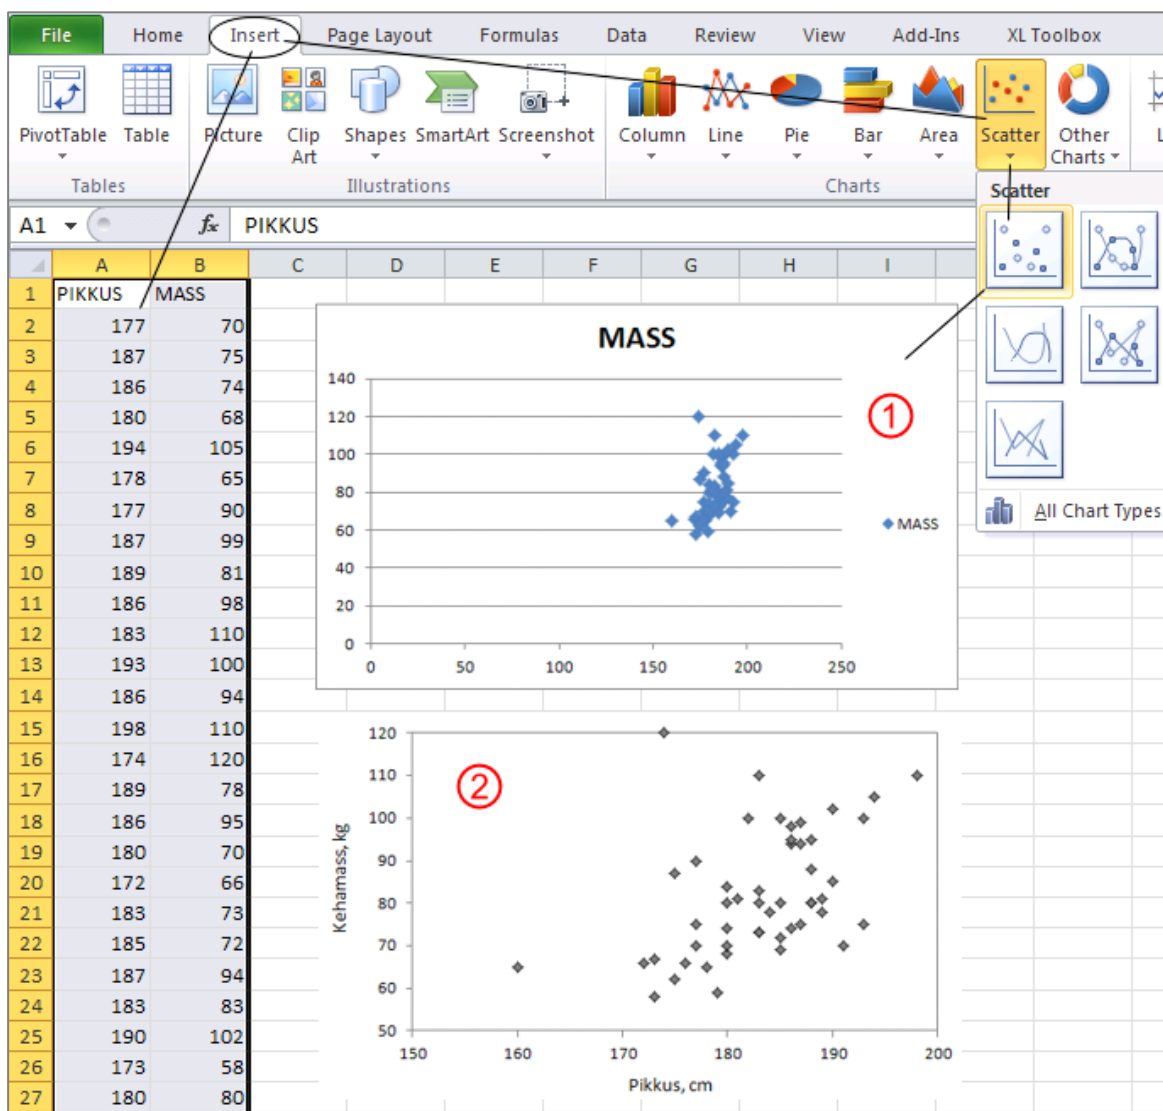 File Home Insert Page Layout Formulas Data Review View Add-Ins XL Toolbox
PivotTable Table Picture Clip Art Shapes SmartArt Screenshot Column Line Pie Bar Area Scatter Other Charts L
Tables Illustrations Charts
Scatter
All Chart Types
A1 fx PIKKUS
A B C D E F G H I
1 PIKKUS MASS
2 177 70
3 187 75
4 186 74
5 180 68
6 194 105
7 178 65
8 177 90
9 187 99
10 189 81
11 186 98
12 183 110
13 193 100
14 186 94
15 198 110
16 174 120
17 189 78
18 186 95
19 180 70
20 172 66
21 183 73
22 185 72
23 187 94
24 183 83
25 190 102
26 173 58
27 180 80
MASS
140
120
100
80
60
40
20
0
0 50 100 150 200 250
MASS
1
2
120
110
100
90
80
70
60
50
150 160 170 180 190 200
Kehamass, kg
Pikkus, cm